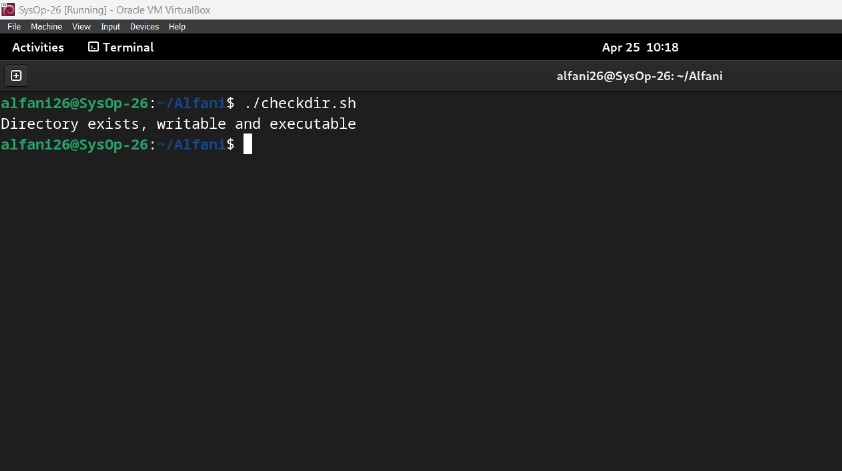 SysOp-26 [Running] - Oracle VM VirtualBox
File Machine View Input Devices Help
Activities Terminal Apr 25 10:18
alfani26@SysOp-26: ~/Alfani
alfani26@SysOp-26:~/Alfani$ ./checkdir.sh
Directory exists, writable and executable
alfani26@SysOp-26:~/Alfani$